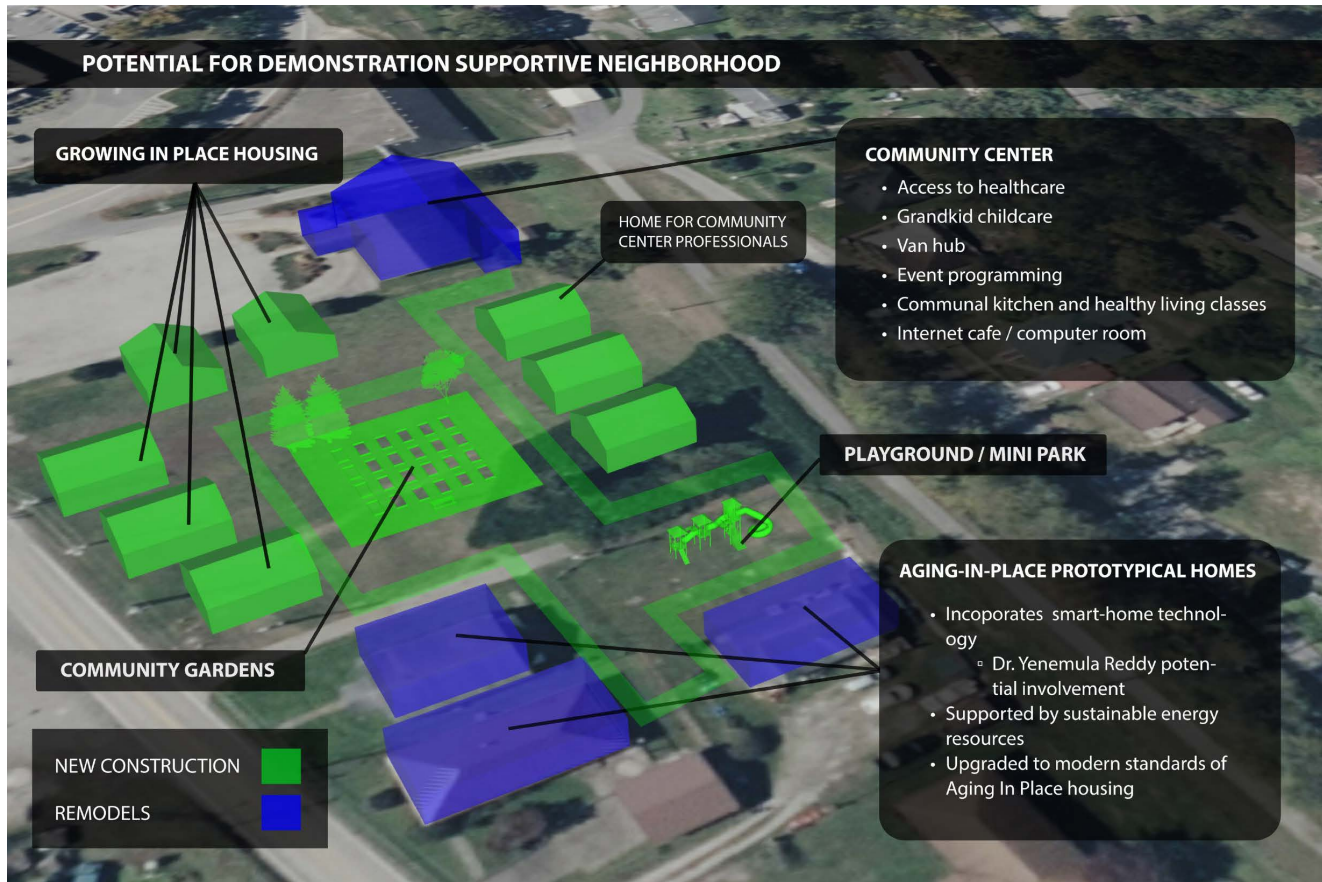 POTENTIAL FOR DEMONSTRATION SUPPORTIVE NEIGHBORHOOD
GROWING IN PLACE HOUSING
HOME FOR COMMUNITY
CENTER PROFESSIONALS
COMMUNITY CENTER
• Access to healthcare
• Grandkid childcare
• Van hub
• Event programming
• Communal kitchen and healthy living classes
• Internet cafe / computer room
PLAYGROUND / MINI PARK
AGING-IN-PLACE PROTOTYPICAL HOMES
• Incoporates smart-home technol-
ogy
▫ Dr. Yenemula Reddy poten-
tial involvement
• Supported by sustainable energy
resources
• Upgraded to modern standards of
Aging In Place housing
COMMUNITY GARDENS
NEW CONSTRUCTION
REMODELS